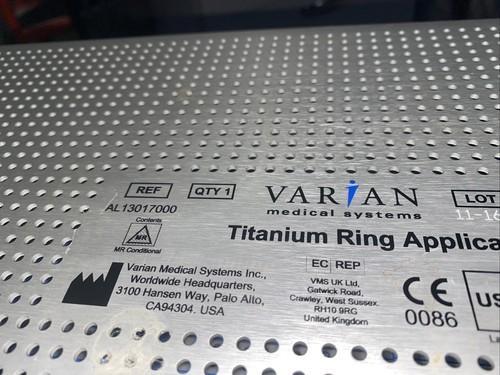 REF QTY 1 VARIAN LOT
AL13017000 medical systems 11-16
Contents
MR
MR Conditional
Titanium Ring Applica
Varian Medical Systems Inc.,
Worldwide Headquarters,
3100 Hansen Way, Palo Alto,
CA94304. USA
EC REP
VMS UK Ltd,
Gatwick Road,
Crawley, West Sussex.
RH10 9RG
United Kingdom
CE
0086
US